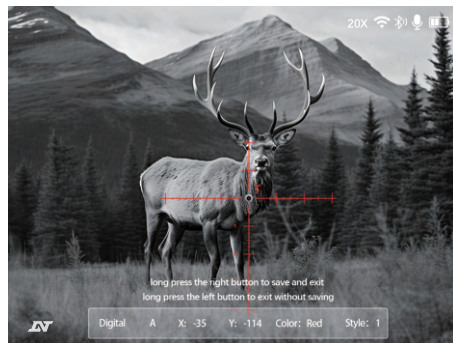 20X
long press the right button to save and exit
long press the left button to exit without saving
Digital A X: -35 Y: -114 Color: Red Style: 1